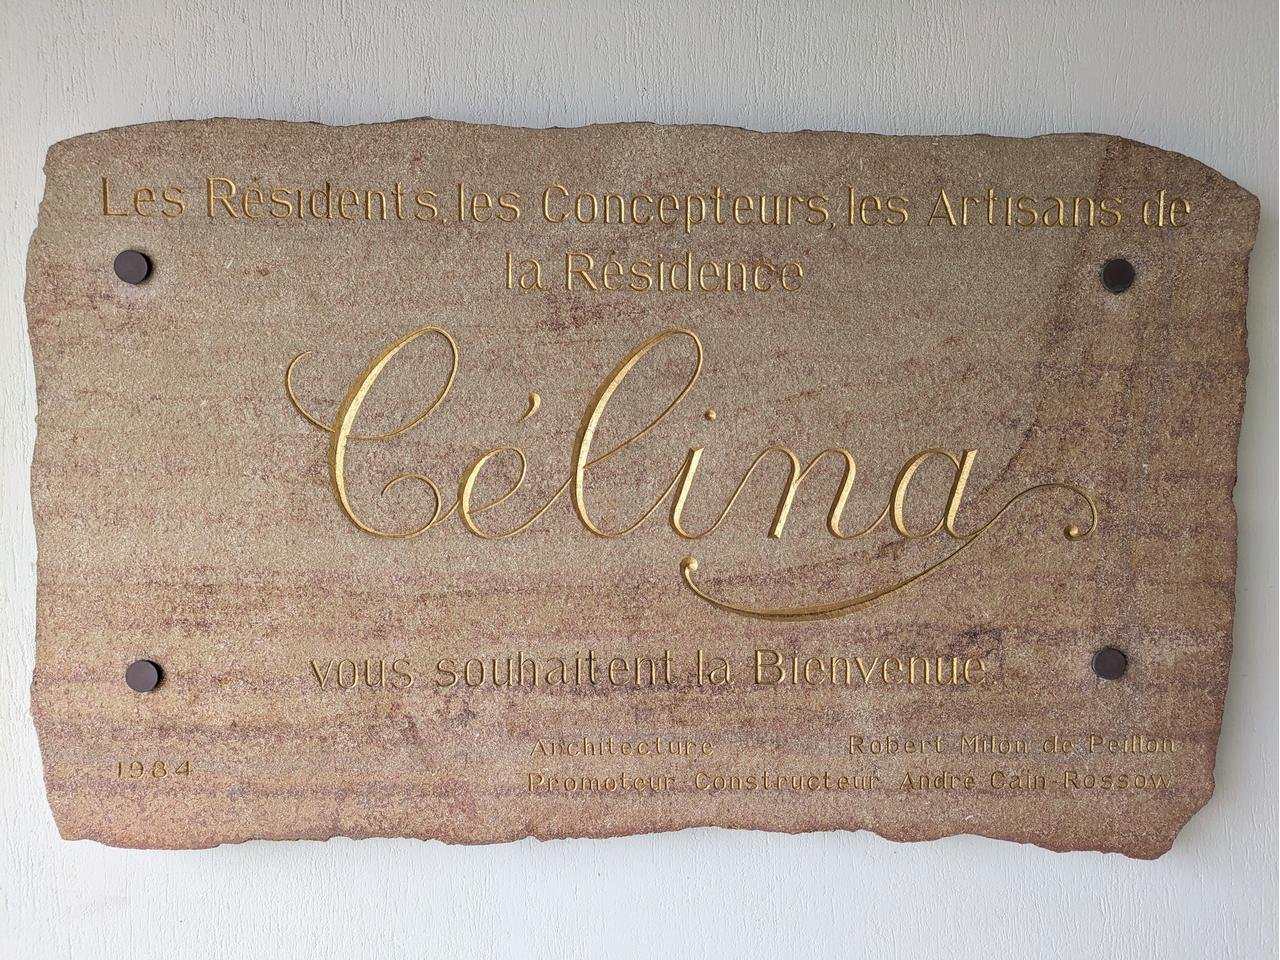 Les Résidents, les Concepteurs, les Artisans de
la Résidence
Célina
vous souhaitent la Bienvenue
Architecture Robert Milon de Peillon
1984
Promoteur Constructeur André Caïn-Rossow